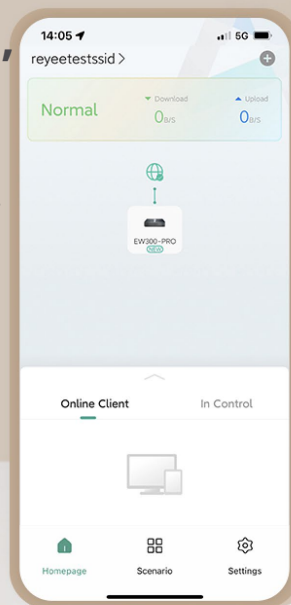 14:05
5G
reyeetestssid >
Normal
Download
Upload
0B/S
0B/S
EW300-PRO
Online Client
In Control
Homepage
Scenario
Settings